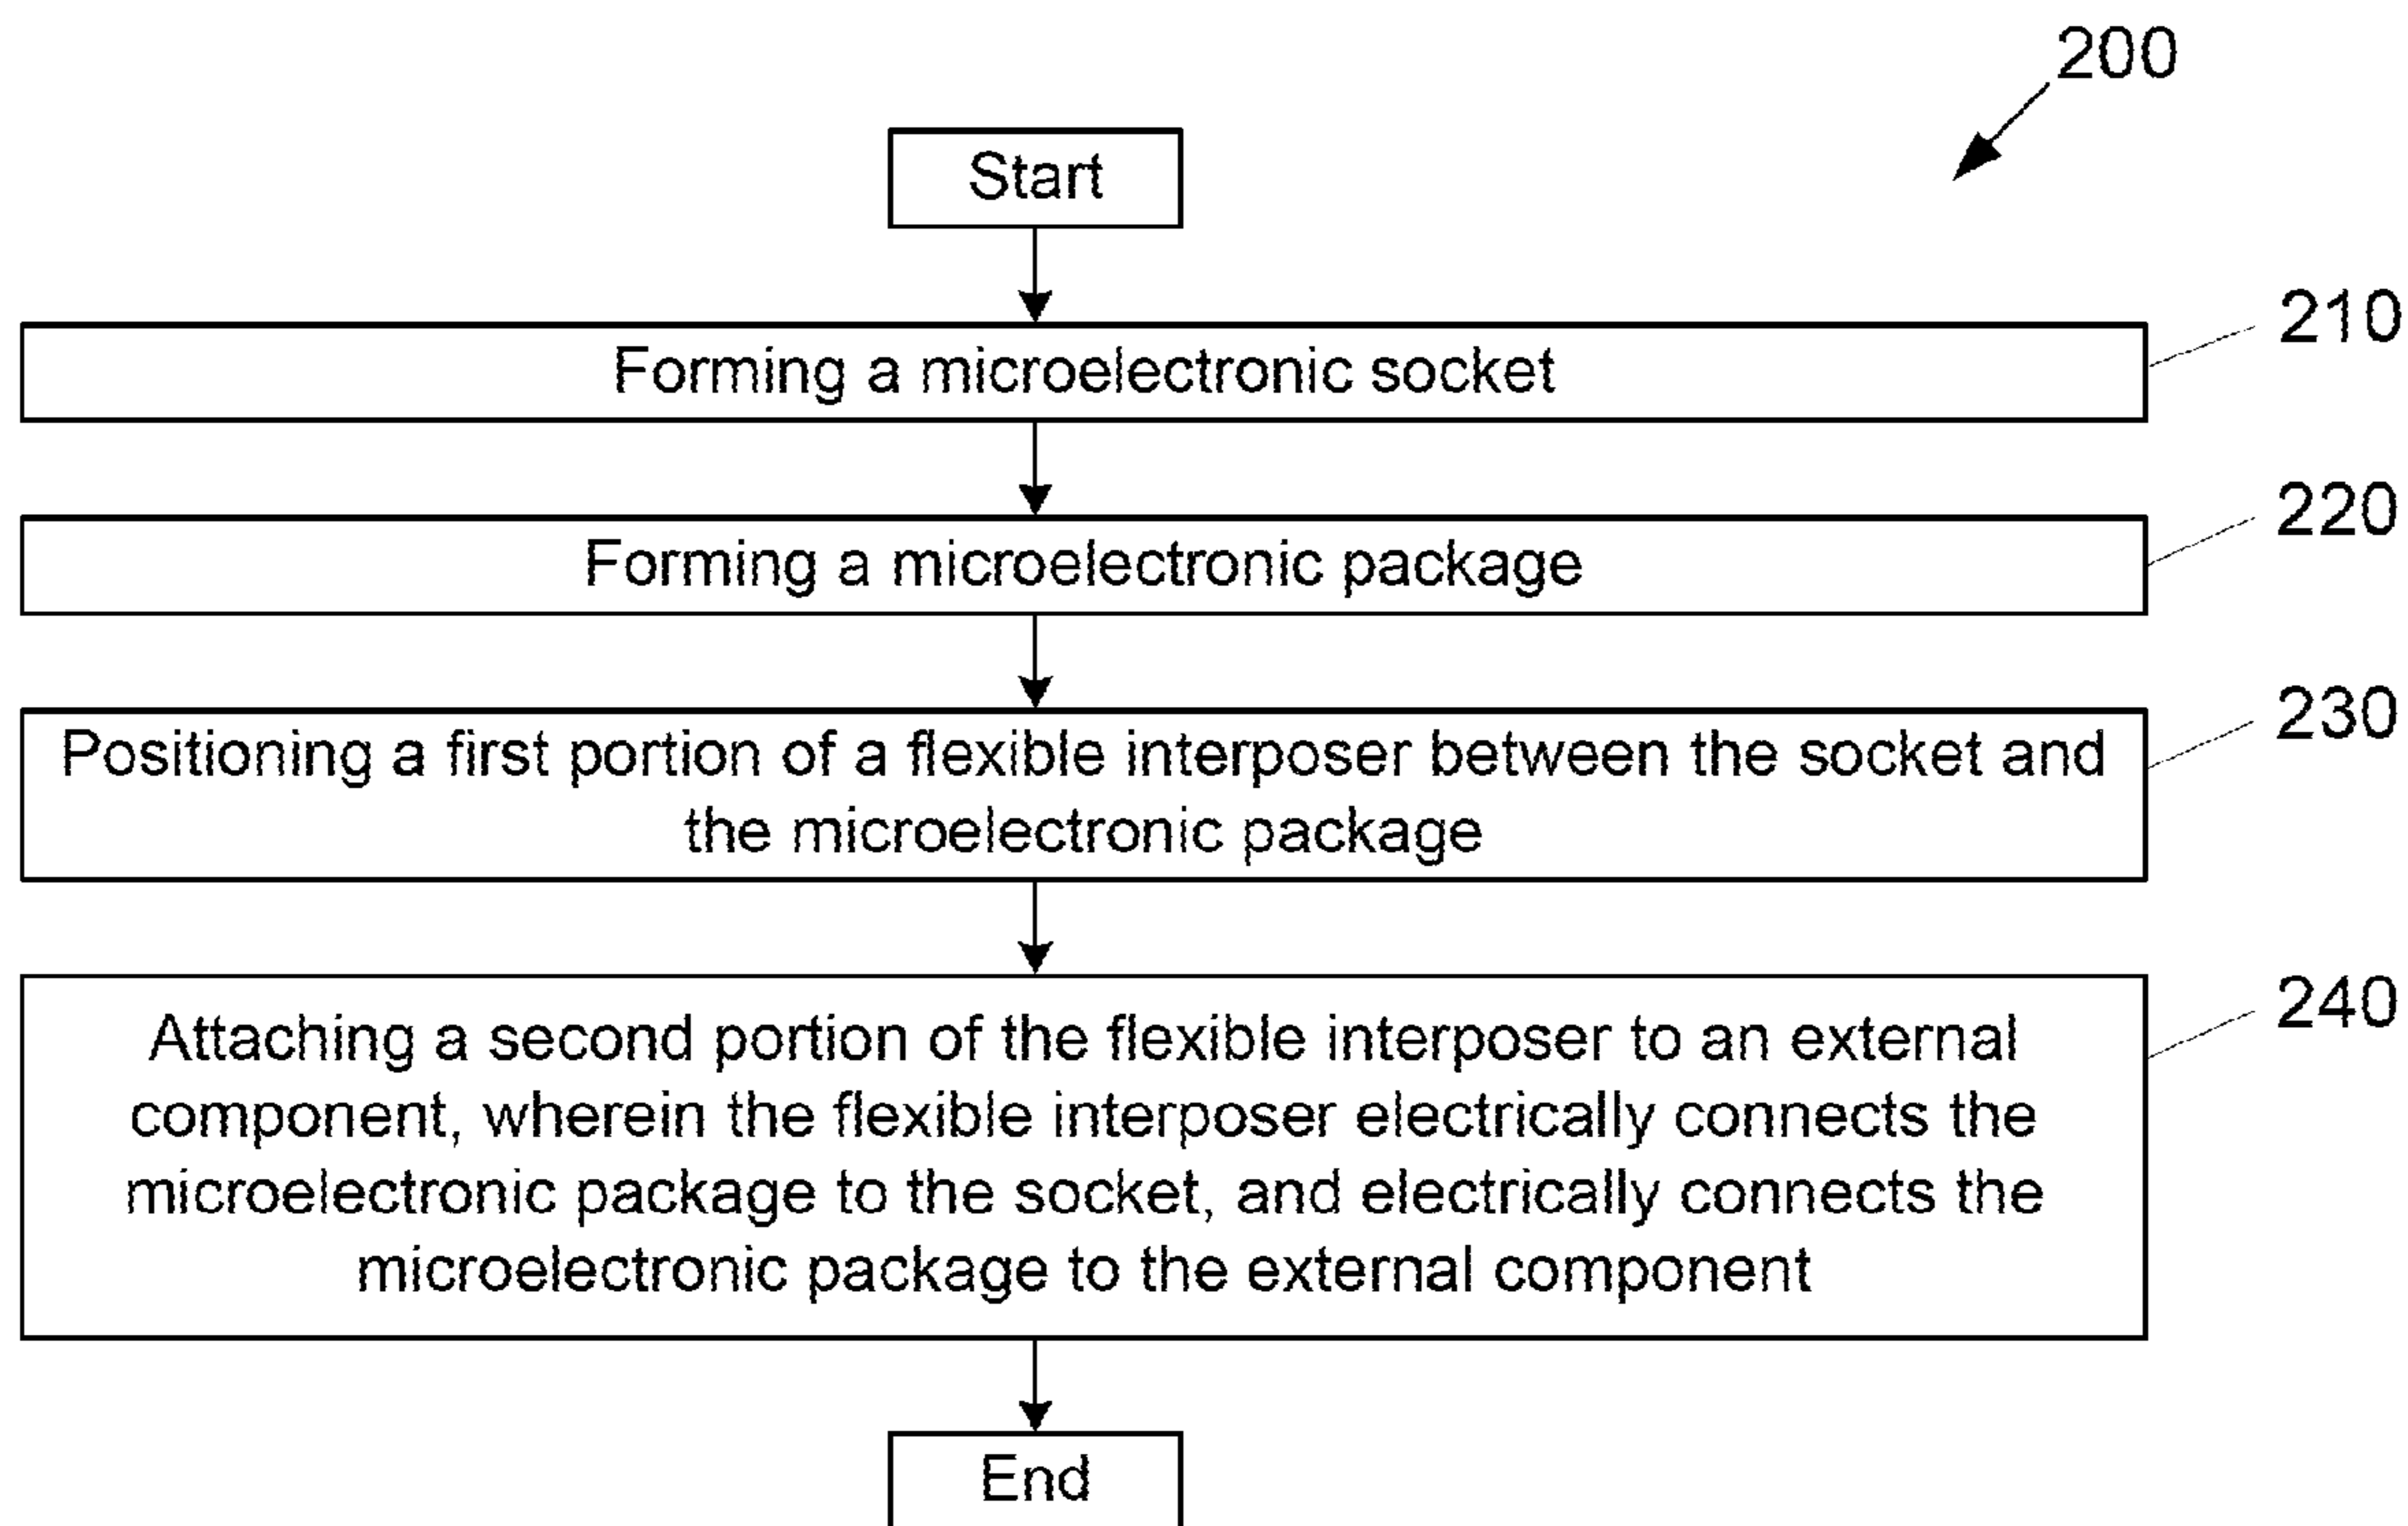 200
Start
Forming a microelectronic socket
210
Forming a microelectronic package
220
Positioning a first portion of a flexible interposer between the socket and
the microelectronic package
230
Attaching a second portion of the flexible interposer to an external
component, wherein the flexible interposer electrically connects the
microelectronic package to the socket, and electrically connects the
microelectronic package to the external component
240
End